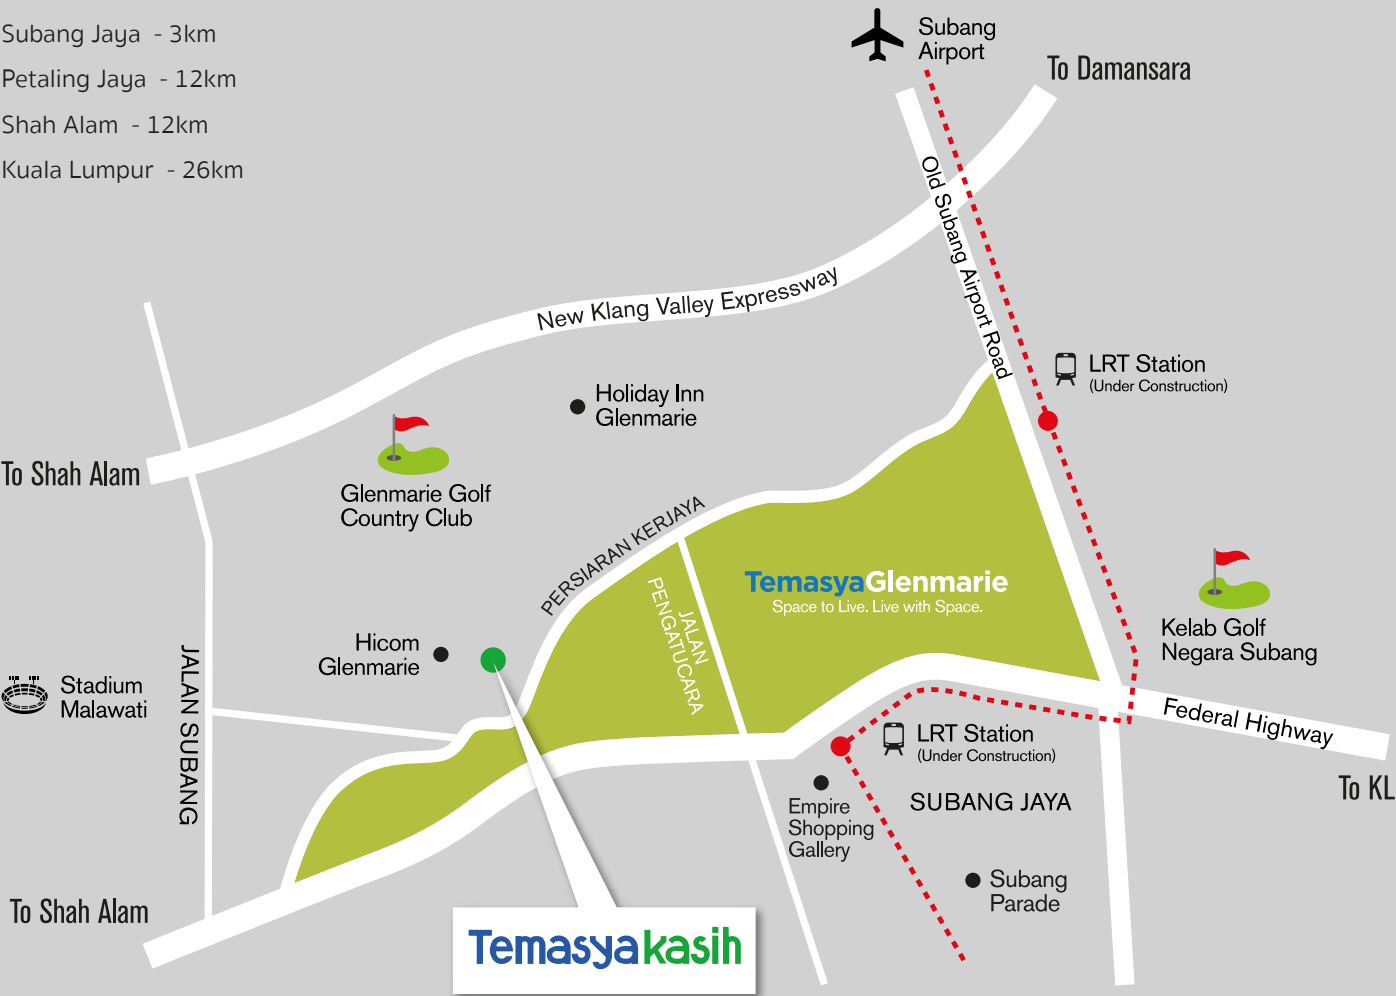 Subang Jaya - 3km
Petaling Jaya - 12km
Shah Alam - 12km
Kuala Lumpur - 26km
Subang
Airport
To Damansara
Old Subang Airport Road
New Klang Valley Expressway
LRT Station
(Under Construction)
Holiday Inn
Glenmarie
To Shah Alam
Glenmarie Golf
Country Club
PERSIARAN KERJAYA
TemasyaGlenmarie
Space to Live. Live with Space.
JALAN
PENGATUCARA
Kelab Golf
Negara Subang
Hicom
Glenmarie
JALAN SUBANG
Stadium
Malawati
Federal Highway
LRT Station
(Under Construction)
To KL
SUBANG JAYA
Empire
Shopping
Gallery
Subang
Parade
To Shah Alam
Temasyakasih